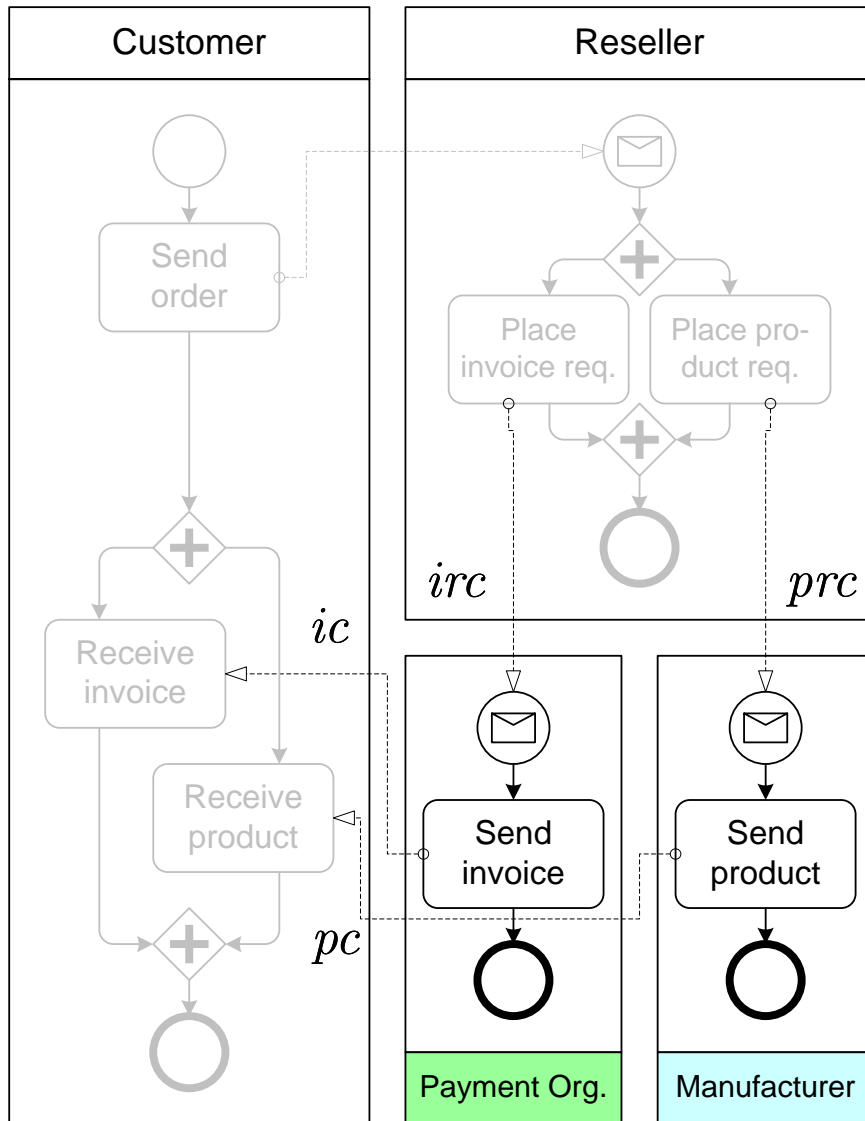 Customer
Reseller
Send
order
Place
invoice req.
Place pro-
duct req.
irc
prc
ic
Receive
invoice
Receive
product
Send
invoice
Send
product
pc
Payment Org.
Manufacturer